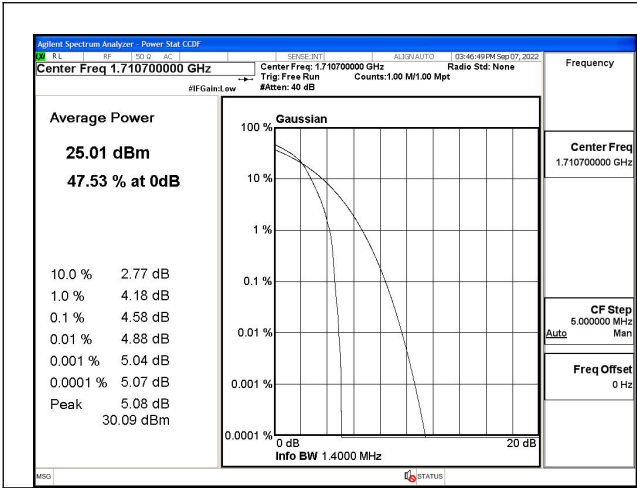 Agilent Spectrum Analyzer - Power Stat CCDF
RL RF 50 Ω AC SENSE:INT ALIGN AUTO 03:46:49 PM Sep 07, 2022
Center Freq 1.710700000 GHz
Center Freq: 1.710700000 GHz Radio Std: None
Trig: Free Run Counts:1.00 M/1.00 Mpt
#IFGain:Low #Atten: 40 dB
Frequency
Average Power
25.01 dBm
47.53 % at 0dB
10.0 % 2.77 dB
1.0 % 4.18 dB
0.1 % 4.58 dB
0.01 % 4.88 dB
0.001 % 5.04 dB
0.0001 % 5.07 dB
Peak 5.08 dB
30.09 dBm
Gaussian
100 %
10 %
1 %
0.1 %
0.01 %
0.001 %
0.0001 %
0 dB 20 dB
Info BW 1.4000 MHz
Center Freq
1.710700000 GHz
CF Step
5.000000 MHz
Auto Man
Freq Offset
0 Hz
MSG STATUS